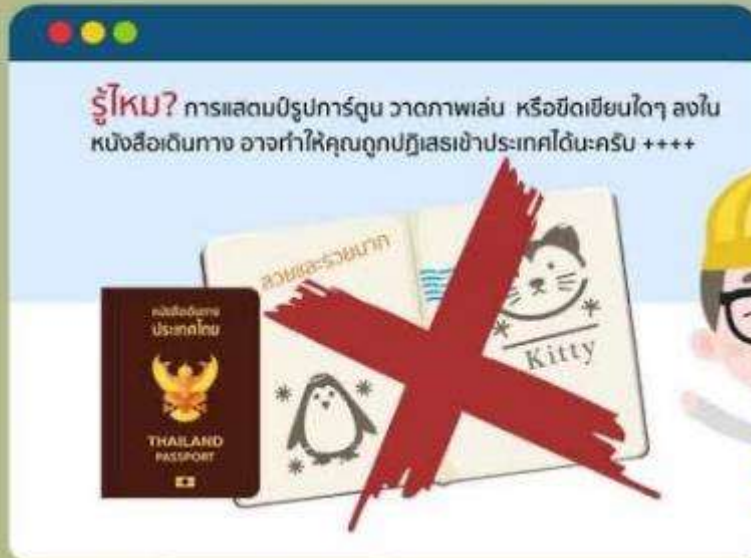 รู้ไหม? การแสตมป์รูปการ์ตูน วาดภาพเล่น หรือขีดเขียนใดๆ ลงใน
หนังสือเดินทาง อาจทำให้คุณถูกปฏิเสธเข้าประเทศได้นะครับ ++++
สวยและรวยมาก
Kitty
หนังสือเดินทาง
ประเทศไทย
THAILAND
PASSPORT